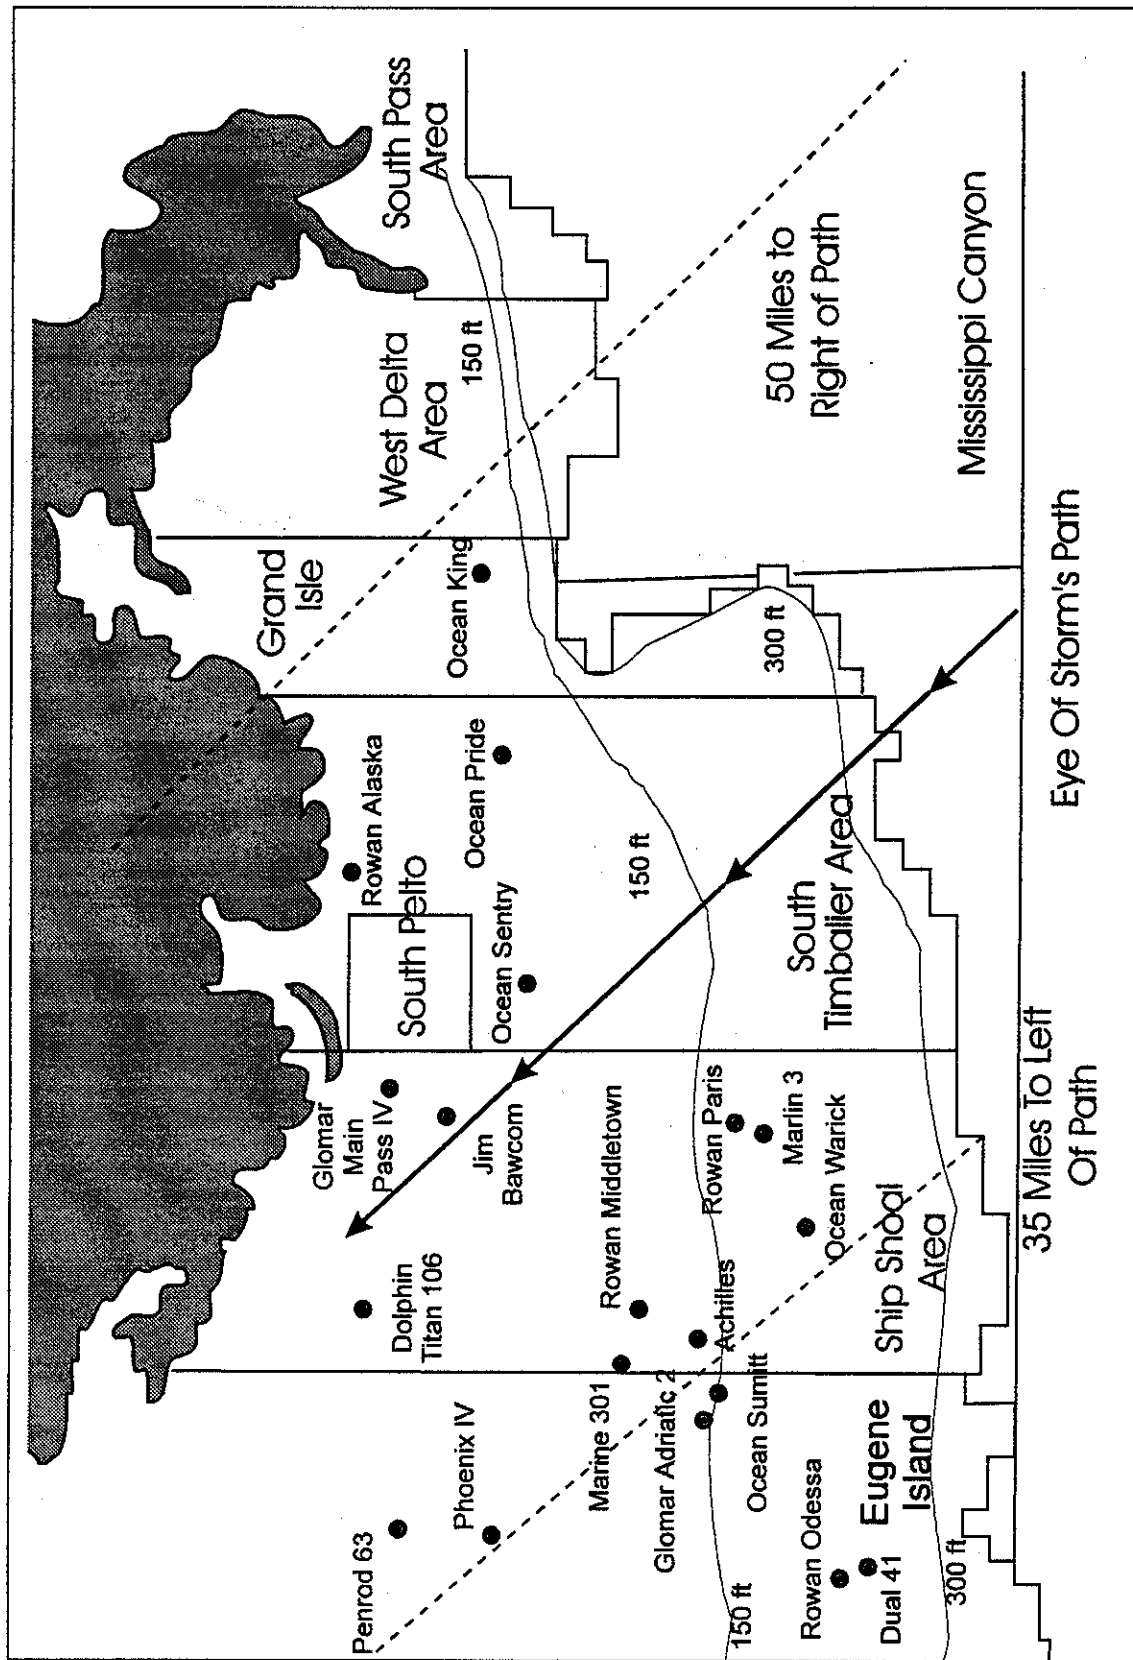 South Pass
Area
West Delta
Area
150 ft
Grand
Isle
Ocean King
50 Miles to
Right of Path
Mississippi Canyon
300 ft
Rowan Alaska
Ocean Pride
South Pelto
Ocean Sentry
150 ft
South
Timbalier Area
Eye Of Storm's Path
Glomar
Main
Pass IV
Jim
Bawcom
Dolphin
Titan 106
Rowan Middletown
Rowan Paris
Marlin 3
Ocean Warick
Achilles
Ship Shoal
Area
35 Miles To Left
Of Path
Penrod 63
Phoenix IV
Marine 301
Glomar Adriatic 2
Ocean Sumitt
Rowan Odessa
Dual 41
Eugene
Island
150 ft
300 ft